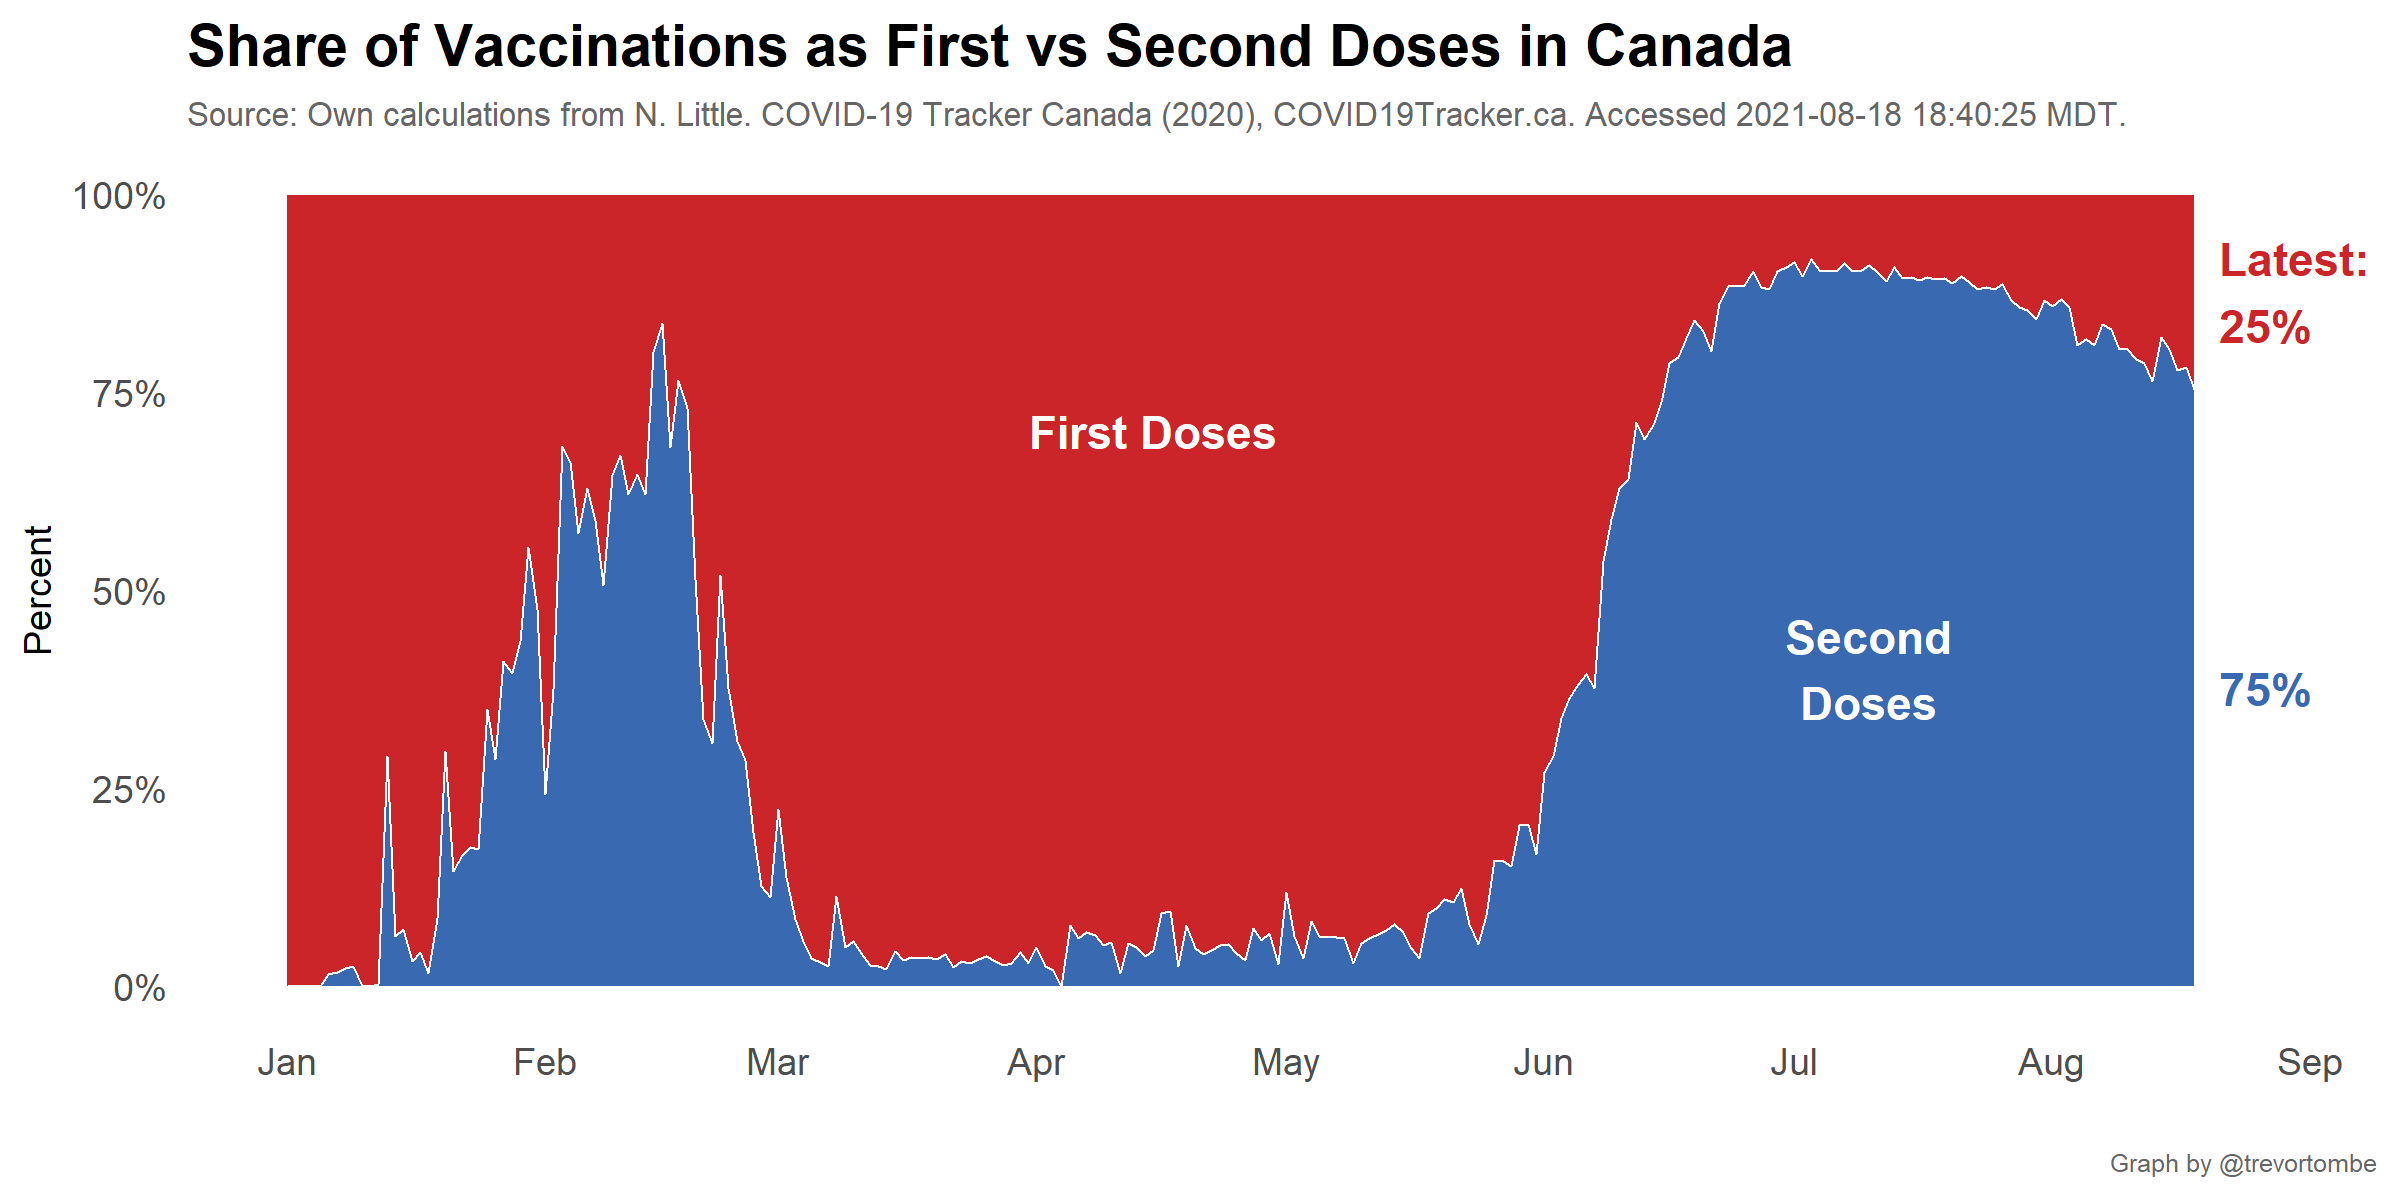 Share of Vaccinations as First vs Second Doses in Canada
Source: Own calculations from N. Little. COVID-19 Tracker Canada (2020), COVID19Tracker.ca. Accessed 2021-08-18 18:40:25 MDT.
100%
75%
50%
25%
0%
Percent
First Doses
Second
Doses
Latest:
25%
75%
Jan Feb Mar Apr May Jun Jul Aug Sep
Graph by @trevortombe